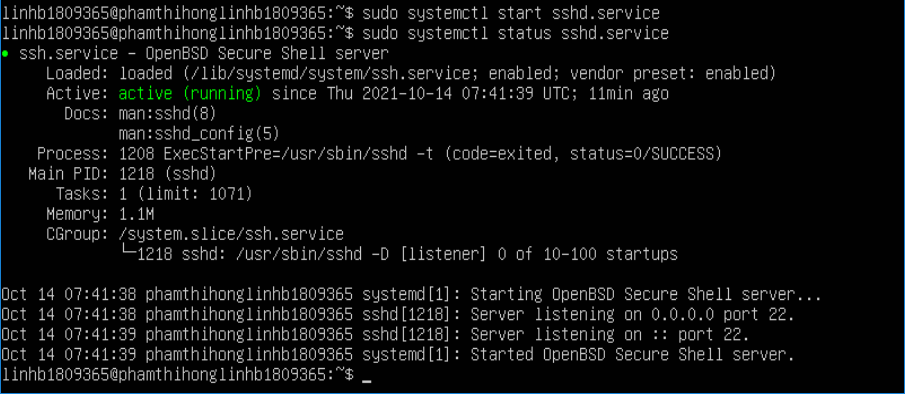 linhb1809365@phamthihonglinhb1809365:~$ sudo systemctl start sshd.service
linhb1809365@phamthihonglinhb1809365:~$ sudo systemctl status sshd.service
● ssh.service - OpenBSD Secure Shell server
Loaded: loaded (/lib/systemd/system/ssh.service; enabled; vendor preset: enabled)
Active: active (running) since Thu 2021-10-14 07:41:39 UTC; 11min ago
Docs: man:sshd(8)
man:sshd_config(5)
Process: 1208 ExecStartPre=/usr/sbin/sshd -t (code=exited, status=0/SUCCESS)
Main PID: 1218 (sshd)
Tasks: 1 (limit: 1071)
Memory: 1.1M
CGroup: /system.slice/ssh.service
└─1218 sshd: /usr/sbin/sshd -D [listener] 0 of 10-100 startups
Oct 14 07:41:38 phamthihonglinhb1809365 systemd[1]: Starting OpenBSD Secure Shell server...
Oct 14 07:41:38 phamthihonglinhb1809365 sshd[1218]: Server listening on 0.0.0.0 port 22.
Oct 14 07:41:39 phamthihonglinhb1809365 sshd[1218]: Server listening on :: port 22.
Oct 14 07:41:39 phamthihonglinhb1809365 systemd[1]: Started OpenBSD Secure Shell server.
linhb1809365@phamthihonglinhb1809365:~$ _